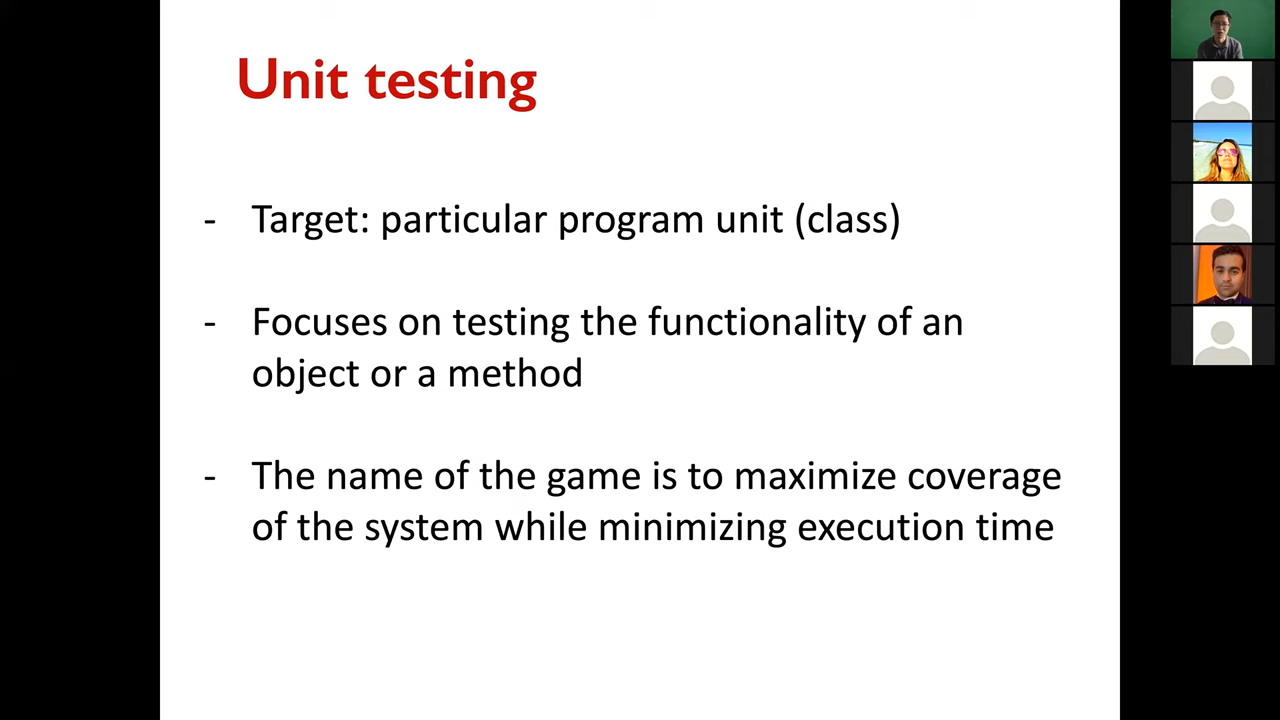 Unit testing
- Target: particular program unit (class)
- Focuses on testing the functionality of an
object or a method
- The name of the game is to maximize coverage
of the system while minimizing execution time